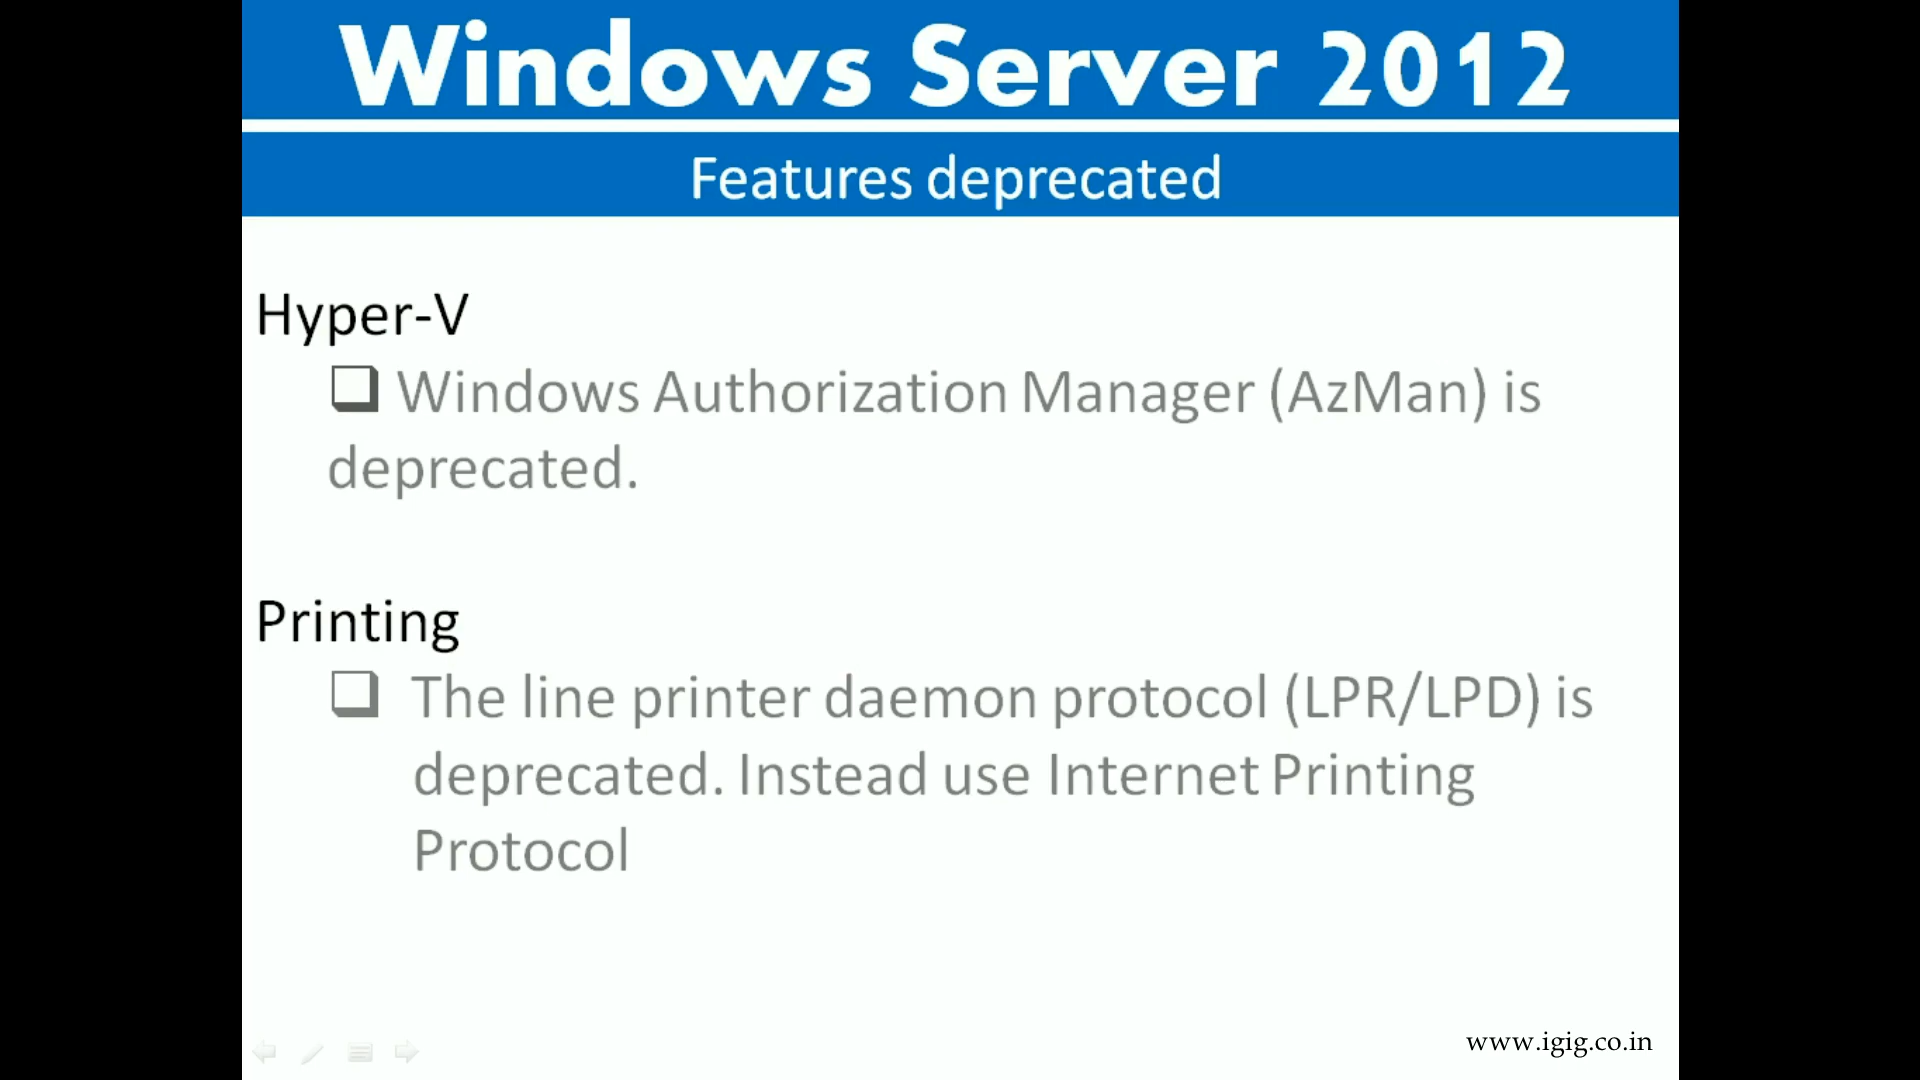 Windows Server 2012
Features deprecated
Hyper-V
Windows Authorization Manager (AzMan) is
deprecated.
Printing
The line printer daemon protocol (LPR/LPD) is
deprecated. Instead use Internet Printing
Protocol
www.igig.co.in